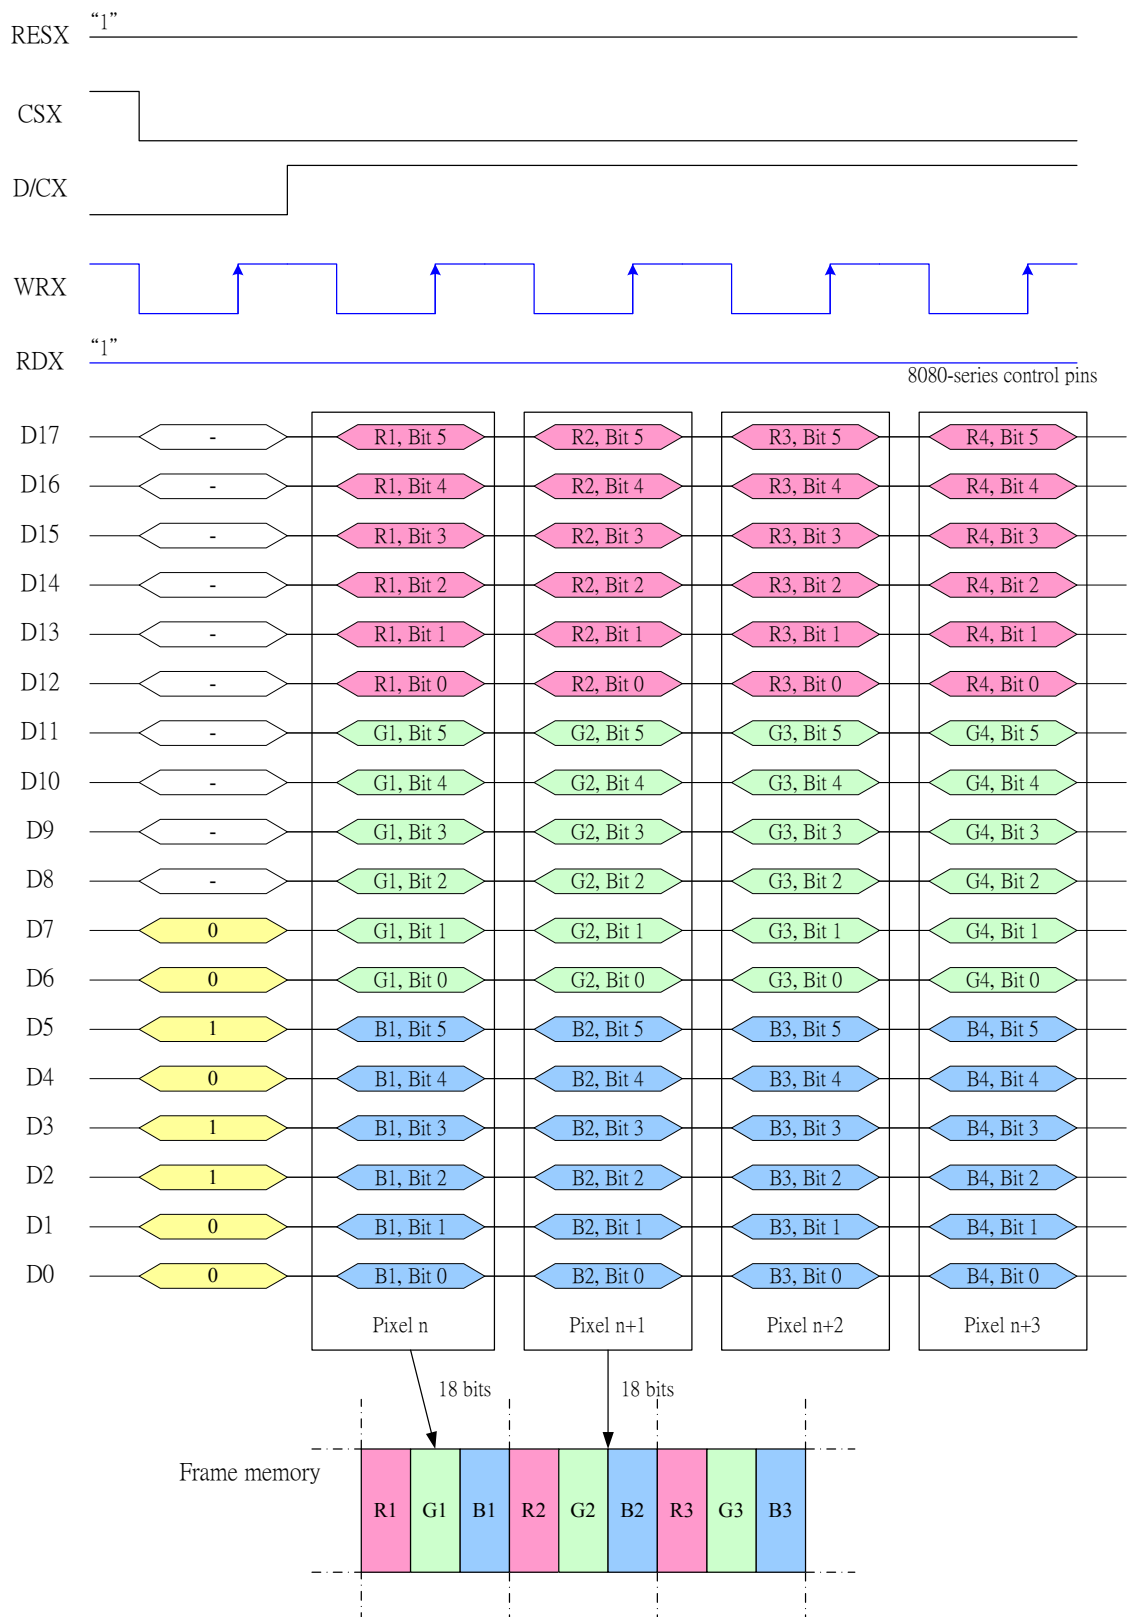 RESX “1”
CSX
D/CX
WRX
RDX “1”
8080-series control pins
D17 - R1, Bit 5 R2, Bit 5 R3, Bit 5 R4, Bit 5
D16 - R1, Bit 4 R2, Bit 4 R3, Bit 4 R4, Bit 4
D15 - R1, Bit 3 R2, Bit 3 R3, Bit 3 R4, Bit 3
D14 - R1, Bit 2 R2, Bit 2 R3, Bit 2 R4, Bit 2
D13 - R1, Bit 1 R2, Bit 1 R3, Bit 1 R4, Bit 1
D12 - R1, Bit 0 R2, Bit 0 R3, Bit 0 R4, Bit 0
D11 - G1, Bit 5 G2, Bit 5 G3, Bit 5 G4, Bit 5
D10 - G1, Bit 4 G2, Bit 4 G3, Bit 4 G4, Bit 4
D9 - G1, Bit 3 G2, Bit 3 G3, Bit 3 G4, Bit 3
D8 - G1, Bit 2 G2, Bit 2 G3, Bit 2 G4, Bit 2
D7 0 G1, Bit 1 G2, Bit 1 G3, Bit 1 G4, Bit 1
D6 0 G1, Bit 0 G2, Bit 0 G3, Bit 0 G4, Bit 0
D5 1 B1, Bit 5 B2, Bit 5 B3, Bit 5 B4, Bit 5
D4 0 B1, Bit 4 B2, Bit 4 B3, Bit 4 B4, Bit 4
D3 1 B1, Bit 3 B2, Bit 3 B3, Bit 3 B4, Bit 3
D2 1 B1, Bit 2 B2, Bit 2 B3, Bit 2 B4, Bit 2
D1 0 B1, Bit 1 B2, Bit 1 B3, Bit 1 B4, Bit 1
D0 0 B1, Bit 0 B2, Bit 0 B3, Bit 0 B4, Bit 0
Pixel n Pixel n+1 Pixel n+2 Pixel n+3
18 bits 18 bits
Frame memory
R1 G1 B1 R2 G2 B2 R3 G3 B3